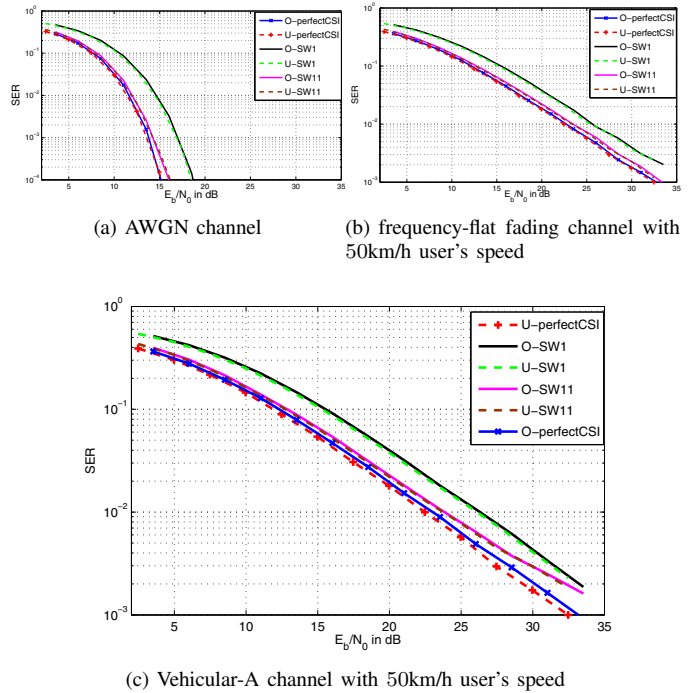 10^0
10^-1
10^-2
10^-3
10^-4
SER
5 10 15 20 25 30 35
E_b/N_0 in dB
O-perfectCSI
U-perfectCSI
O-SW1
U-SW1
O-SW11
U-SW11
(a) AWGN channel
10^0
10^-1
10^-2
10^-3
SER
5 10 15 20 25 30 35
E_b/N_0 in dB
O-perfectCSI
U-perfectCSI
O-SW1
U-SW1
O-SW11
U-SW11
(b) frequency-flat fading channel with
50km/h user's speed
10^0
10^-1
10^-2
10^-3
SER
5 10 15 20 25 30 35
E_b/N_0 in dB
U-perfectCSI
O-SW1
U-SW1
O-SW11
U-SW11
O-perfectCSI
(c) Vehicular-A channel with 50km/h user's speed